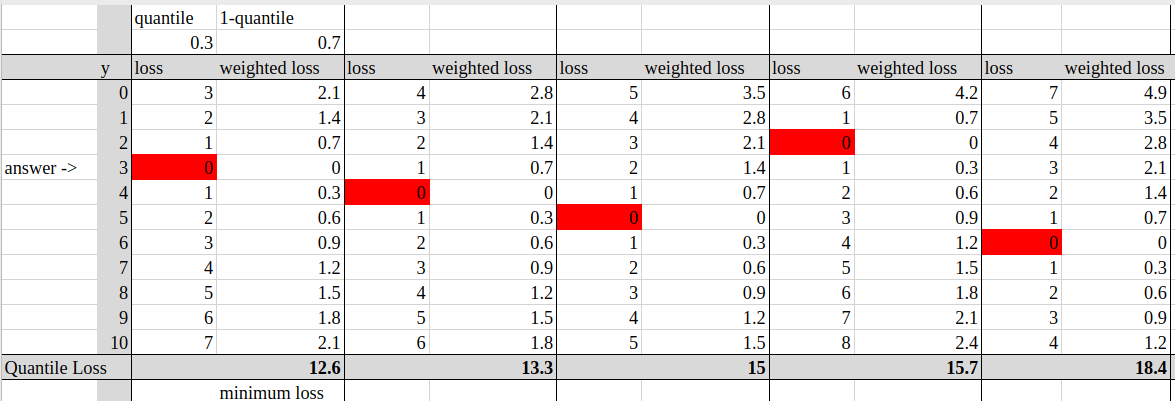 quantile 1-quantile
0.3 0.7
y loss weighted loss loss weighted loss loss weighted loss loss weighted loss loss weighted loss
0 3 2.1 4 2.8 5 3.5 6 4.2 7 4.9
1 2 1.4 3 2.1 4 2.8 1 0.7 5 3.5
2 1 0.7 2 1.4 3 2.1 0 0 4 2.8
answer -> 3 0 0 1 0.7 2 1.4 1 0.3 3 2.1
4 1 0.3 0 0 1 0.7 2 0.6 2 1.4
5 2 0.6 1 0.3 0 0 3 0.9 1 0.7
6 3 0.9 2 0.6 1 0.3 4 1.2 0 0
7 4 1.2 3 0.9 2 0.6 5 1.5 1 0.3
8 5 1.5 4 1.2 3 0.9 6 1.8 2 0.6
9 6 1.8 5 1.5 4 1.2 7 2.1 3 0.9
10 7 2.1 6 1.8 5 1.5 8 2.4 4 1.2
Quantile Loss 12.6 13.3 15 15.7 18.4
minimum loss